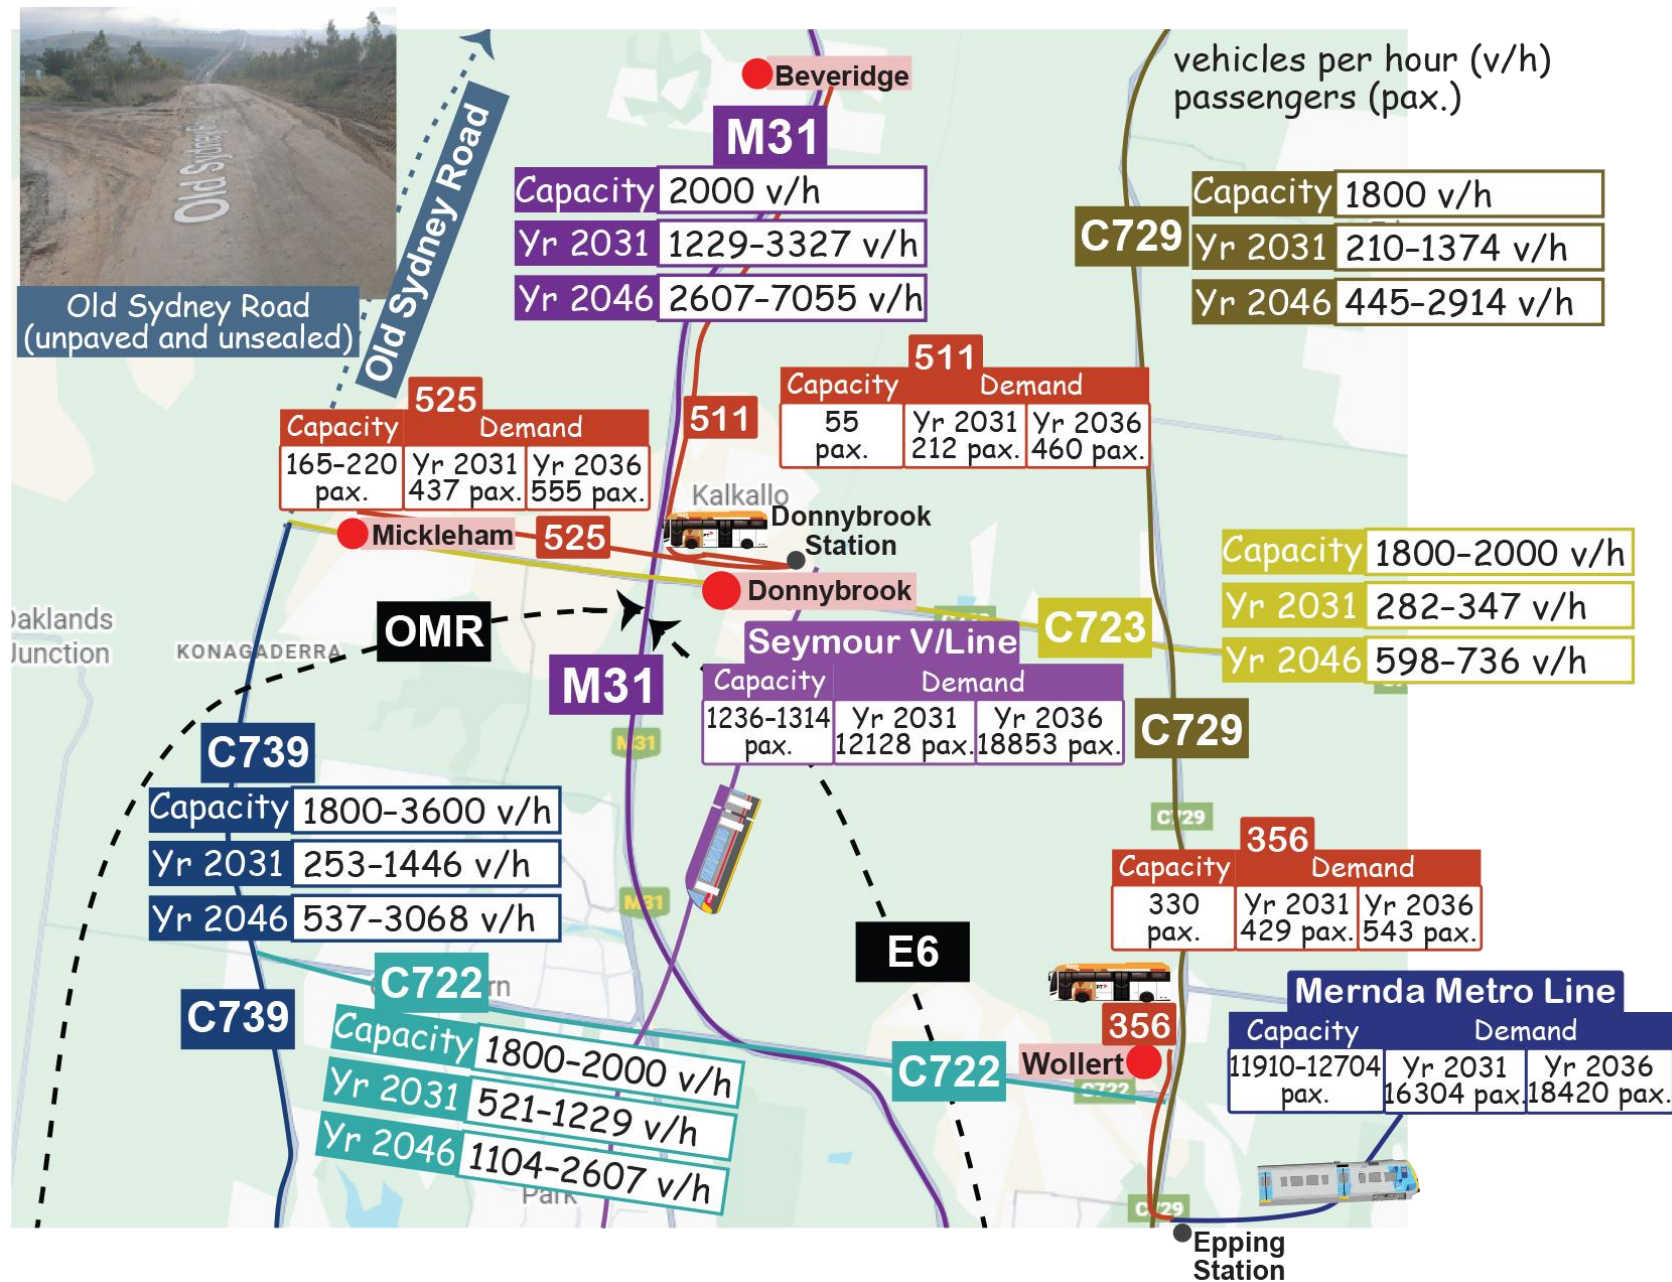 vehicles per hour (v/h)
passengers (pax.)
Beveridge
M31
Capacity 2000 v/h
Yr 2031 1229-3327 v/h
Yr 2046 2607-7055 v/h
C729
Capacity 1800 v/h
Yr 2031 210-1374 v/h
Yr 2046 445-2914 v/h
Old Sydney Road
Old Sydney Road
(unpaved and unsealed)
Old Sydney Road
525
Capacity Demand
165-220 pax. Yr 2031 437 pax. Yr 2036 555 pax.
511
511
Capacity Demand
55 pax. Yr 2031 212 pax. Yr 2036 460 pax.
Kalkallo
Donnybrook
Station
Mickleham
525
Donnybrook
OMR
KONAGADERRA
Junction
C723
Capacity 1800-2000 v/h
Yr 2031 282-347 v/h
Yr 2046 598-736 v/h
M31
Seymour V/Line
Capacity Demand
1236-1314 pax. Yr 2031 12128 pax. Yr 2036 18853 pax.
C729
M31
C739
Capacity 1800-3600 v/h
Yr 2031 253-1446 v/h
Yr 2046 537-3068 v/h
C729
M31
356
Capacity Demand
330 pax. Yr 2031 429 pax. Yr 2036 543 pax.
E6
C722
C739
Capacity 1800-2000 v/h
Yr 2031 521-1229 v/h
Yr 2046 1104-2607 v/h
Park
356
C722
Wollert
C722
Mernda Metro Line
Capacity Demand
11910-12704 pax. Yr 2031 16304 pax. Yr 2036 18420 pax.
C729
Epping
Station